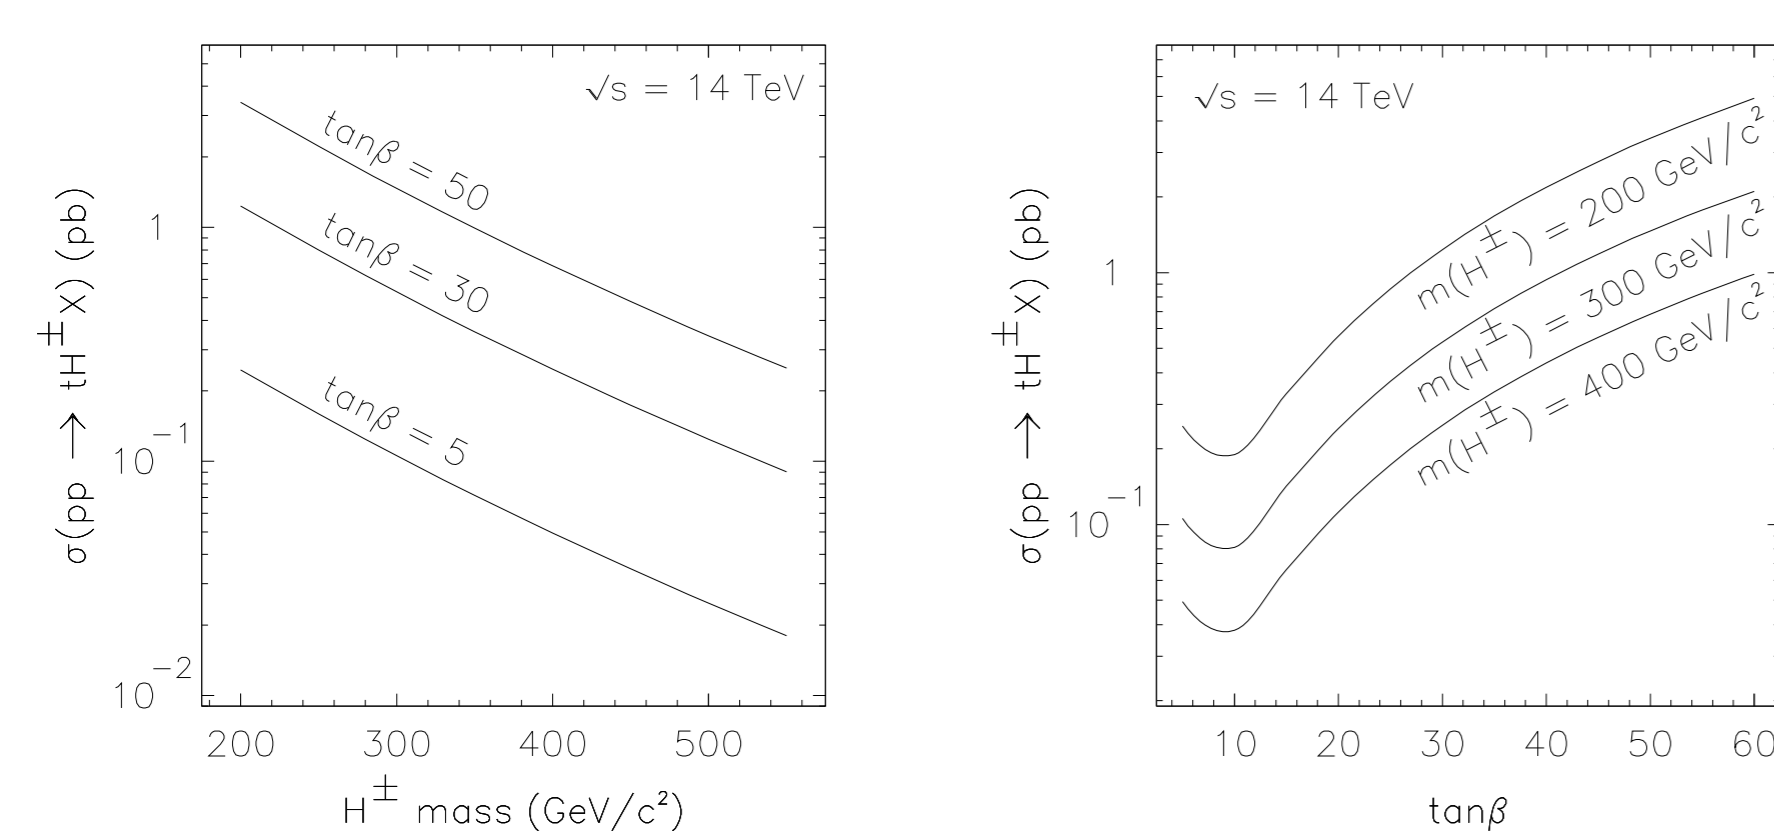 √s = 14 TeV
tanβ = 50
tanβ = 30
tanβ = 5
1
10⁻¹
10⁻²
σ(pp → tH±X) (pb)
200 300 400 500
H± mass (GeV/c²)
√s = 14 TeV
m(H±) = 200 GeV/c²
m(H±) = 300 GeV/c²
m(H±) = 400 GeV/c²
1
10⁻¹
σ(pp → tH±X) (pb)
10 20 30 40 50 60
tanβ